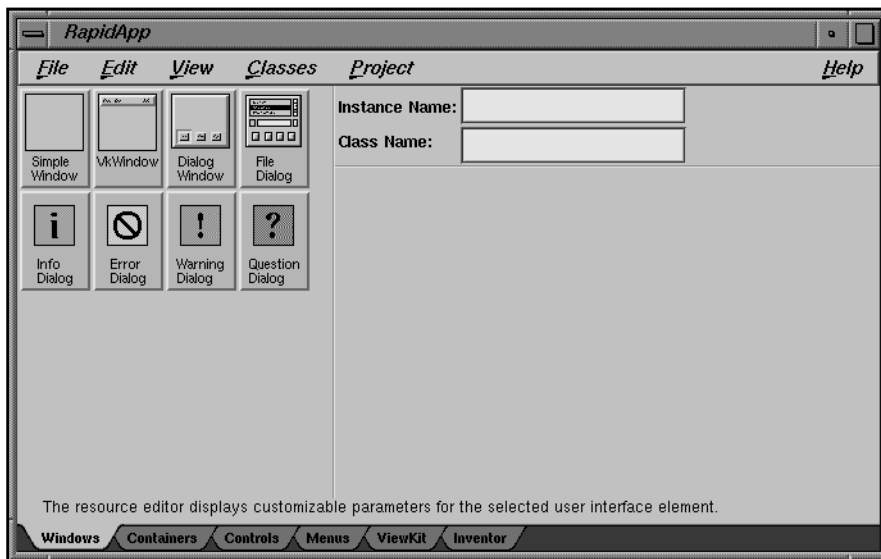 RapidApp
File Edit View Classes Project Help
Simple Window
VkWindow
Dialog Window
File Dialog
Instance Name:
Class Name:
i
Info Dialog
Error Dialog
!
Warning Dialog
?
Question Dialog
The resource editor displays customizable parameters for the selected user interface element.
Windows Containers Controls Menus ViewKit Inventor